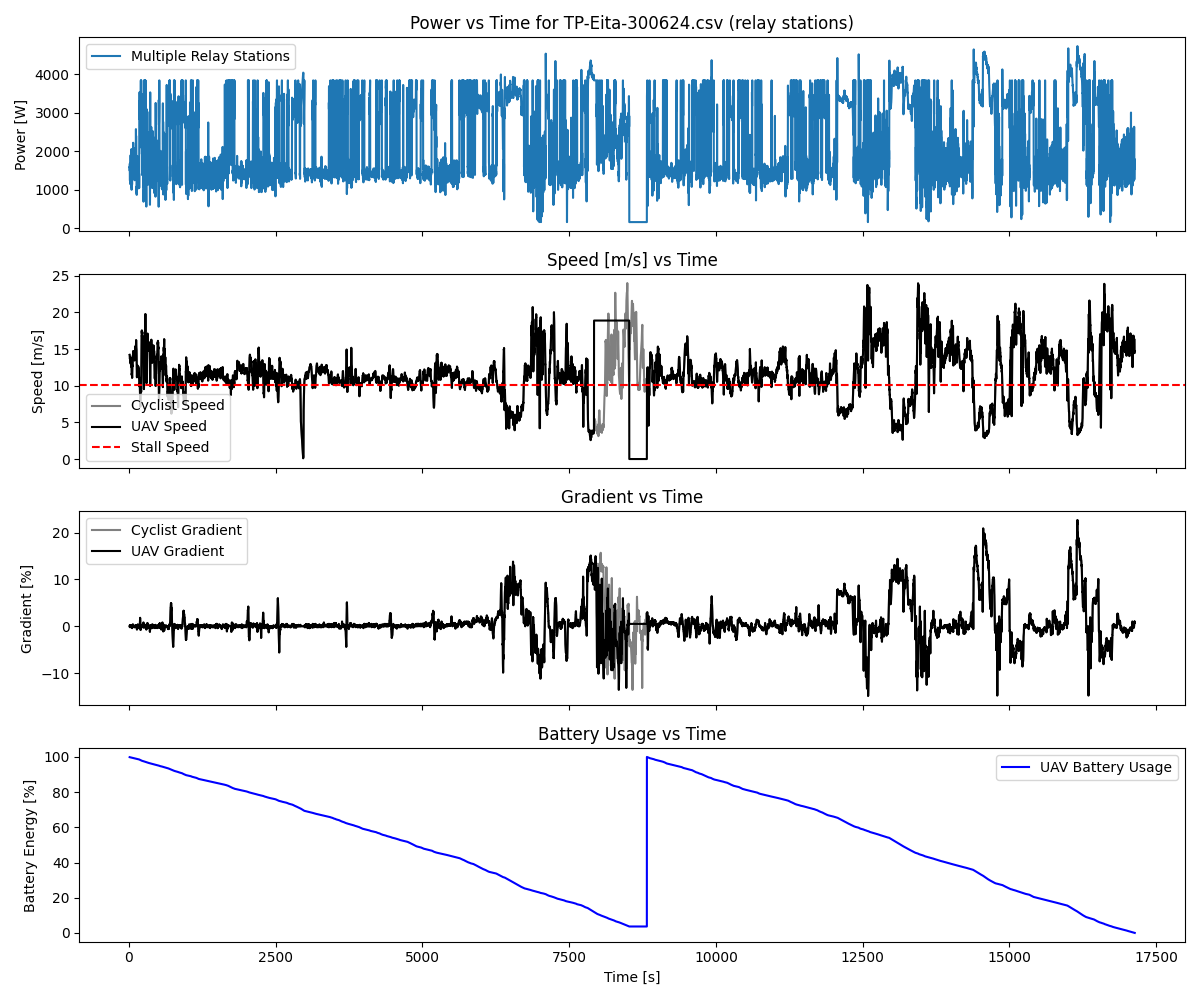 Power vs Time for TP-Eita-300624.csv (relay stations)
Multiple Relay Stations
Power [W]
4000
3000
2000
1000
0
Speed [m/s] vs Time
Speed [m/s]
25
20
15
10
5
0
Cyclist Speed
UAV Speed
Stall Speed
Gradient vs Time
Cyclist Gradient
UAV Gradient
Gradient [%]
20
10
0
−10
Battery Usage vs Time
UAV Battery Usage
Battery Energy [%]
100
80
60
40
20
0
0 2500 5000 7500 10000 12500 15000 17500
Time [s]